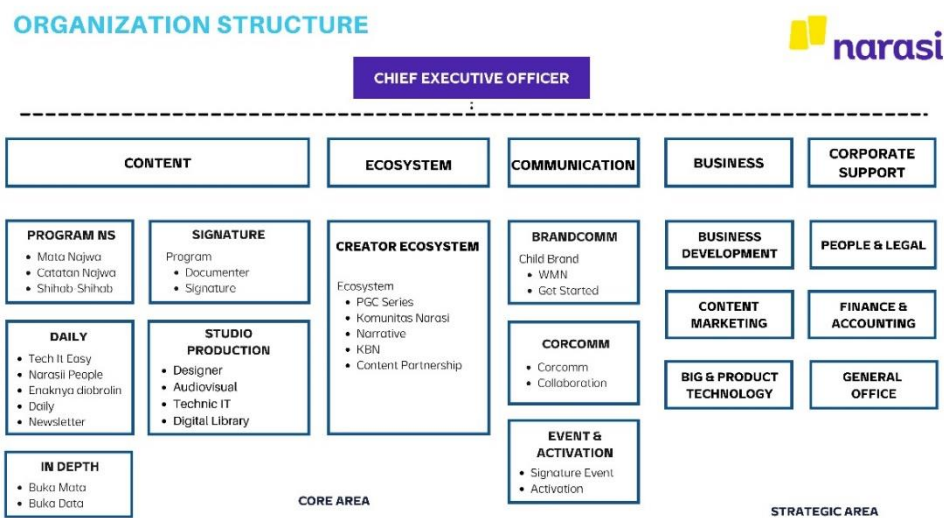 ORGANIZATION STRUCTURE
narasi
CHIEF EXECUTIVE OFFICER
CONTENT
ECOSYSTEM
COMMUNICATION
BUSINESS
CORPORATE
SUPPORT
PROGRAM NS
• Mata Najwa
• Catatan Najwa
• Shihab-Shihab
SIGNATURE
Program
• Documenter
• Signature
DAILY
• Tech It Easy
• Narasii People
• Enaknya diobrolin
• Daily
• Newsletter
STUDIO
PRODUCTION
• Designer
• Audiovisual
• Technic IT
• Digital Library
IN DEPTH
• Buka Mata
• Buka Data
CREATOR ECOSYSTEM
Ecosystem
• PGC Series
• Komunitas Narasi
• Narrative
• KBN
• Content Partnership
BRANDCOMM
Child Brand
• WMN
• Get Started
CORCOMM
• Corcomm
• Collaboration
EVENT &
ACTIVATION
• Signature Event
• Activation
BUSINESS
DEVELOPMENT
CONTENT
MARKETING
BIG & PRODUCT
TECHNOLOGY
PEOPLE & LEGAL
FINANCE &
ACCOUNTING
GENERAL
OFFICE
CORE AREA
STRATEGIC AREA